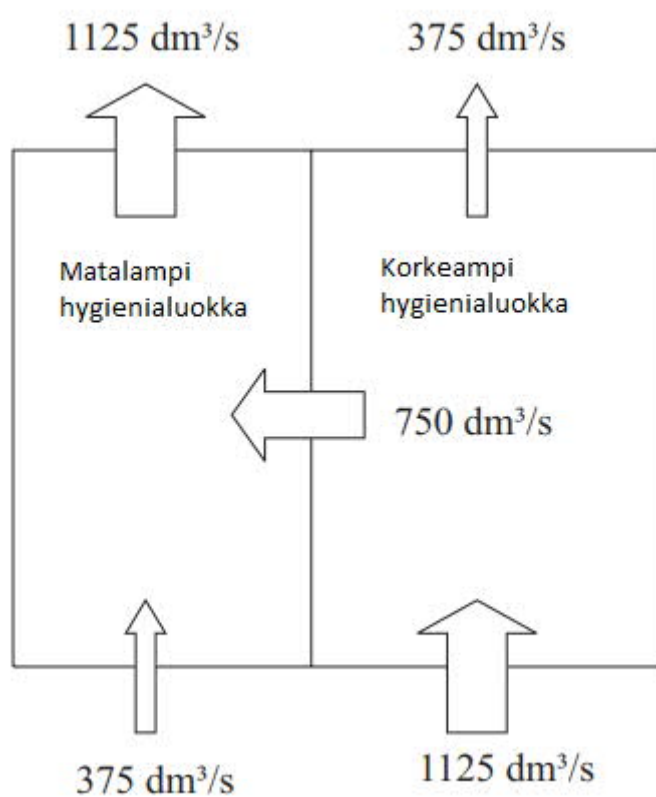 1125 dm³/s
375 dm³/s
Matalampi
hygienialuokka
Korkeampi
hygienialuokka
750 dm³/s
375 dm³/s
1125 dm³/s